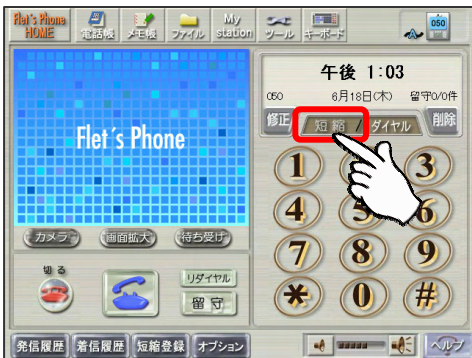 Flet's Phone HOME
電話帳
メモ帳
ファイル
My station
ツール
キーボード
050
午後 1:03
050 6月18日(木) 留守0/0件
修正
短縮 / ダイヤル
削除
Flet's Phone
1
3
4
5
6
7
8
9
*
0
#
カメラ
画面拡大
待ち受け
切る
リダイヤル
留守
発信履歴
着信履歴
短縮登録
オプション
ヘルプ